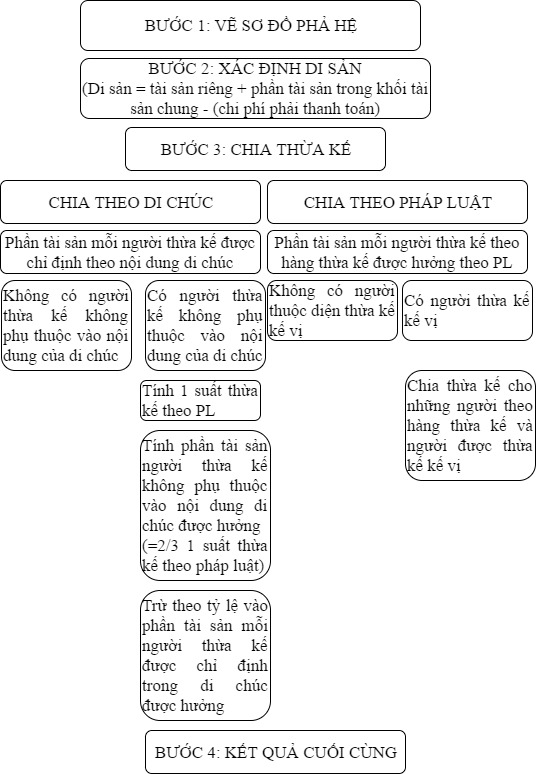 BƯỚC 1: VẼ SƠ ĐỒ PHẢ HỆ
BƯỚC 2: XÁC ĐỊNH DI SẢN
(Di sản = tài sản riêng + phần tài sản trong khối tài
sản chung - (chi phí phải thanh toán)
BƯỚC 3: CHIA THỪA KẾ
CHIA THEO DI CHÚC
CHIA THEO PHÁP LUẬT
Phần tài sản mỗi người thừa kế được
chỉ định theo nội dung di chúc
Phần tài sản mỗi người thừa kế theo
hàng thừa kế được hưởng theo PL
Không có người
thừa kế không
phụ thuộc vào nội
dung của di chúc
Có người thừa
kế không phụ
thuộc vào nội
dung của di chúc
Không có người
thuộc diện thừa kế
kế vị
Có người thừa kế
kế vị
Tính 1 suất thừa
kế theo PL
Chia thừa kế cho
những người theo
hàng thừa kế và
người được thừa
kế kế vị
Tính phần tài sản
người thừa kế
không phụ thuộc
vào nội dung di
chúc được hưởng
(=2/3 1 suất thừa
kế theo pháp luật)
Trừ theo tỷ lệ vào
phần tài sản mỗi
người thừa kế
được chỉ định
trong di chúc
được hưởng
BƯỚC 4: KẾT QUẢ CUỐI CÙNG